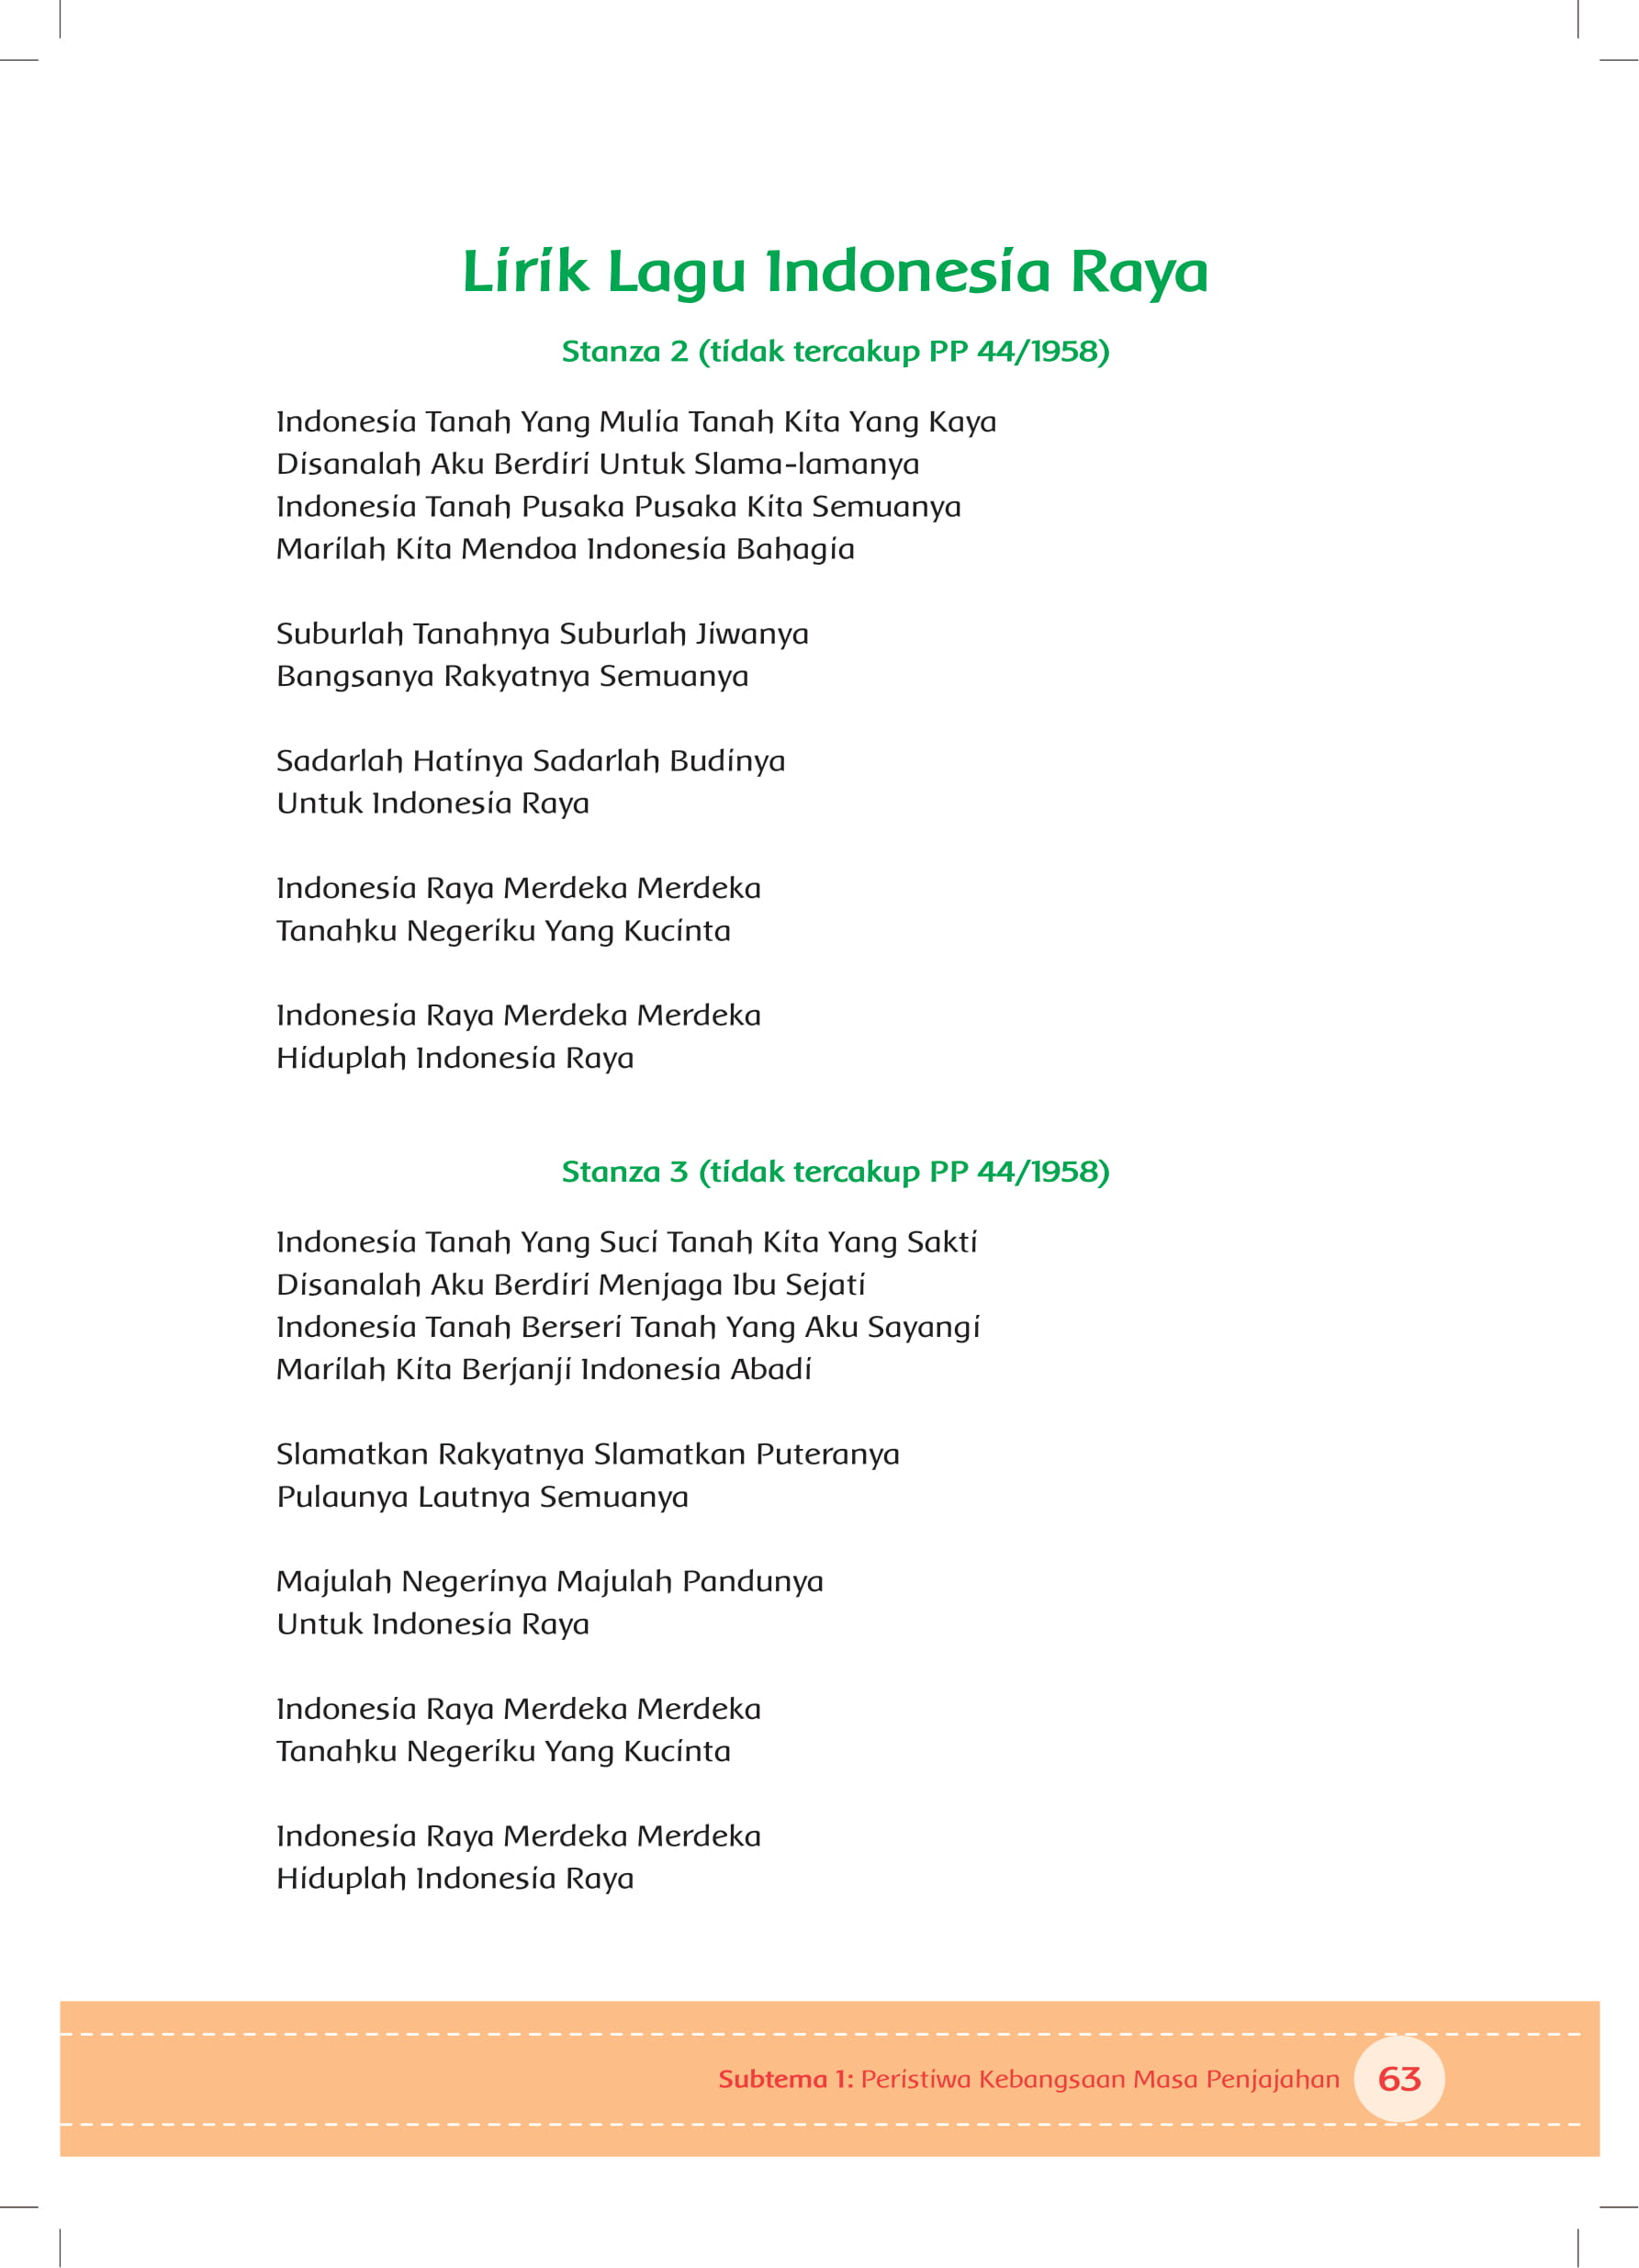 Lirik Lagu Indonesia Raya
Stanza 2 (tidak tercakup PP 44/1958)
Indonesia Tanah Yang Mulia Tanah Kita Yang Kaya
Disanalah Aku Berdiri Untuk Slama-lamanya
Indonesia Tanah Pusaka Pusaka Kita Semuanya
Marilah Kita Mendoa Indonesia Bahagia
Suburlah Tanahnya Suburlah Jiwanya
Bangsanya Rakyatnya Semuanya
Sadarlah Hatinya Sadarlah Budinya
Untuk Indonesia Raya
Indonesia Raya Merdeka Merdeka
Tanahku Negeriku Yang Kucinta
Indonesia Raya Merdeka Merdeka
Hiduplah Indonesia Raya
Stanza 3 (tidak tercakup PP 44/1958)
Indonesia Tanah Yang Suci Tanah Kita Yang Sakti
Disanalah Aku Berdiri Menjaga Ibu Sejati
Indonesia Tanah Berseri Tanah Yang Aku Sayangi
Marilah Kita Berjanji Indonesia Abadi
Slamatkan Rakyatnya Slamatkan Puteranya
Pulaunya Lautnya Semuanya
Majulah Negerinya Majulah Pandunya
Untuk Indonesia Raya
Indonesia Raya Merdeka Merdeka
Tanahku Negeriku Yang Kucinta
Indonesia Raya Merdeka Merdeka
Hiduplah Indonesia Raya
Subtema 1: Peristiwa Kebangsaan Masa Penjajahan 63